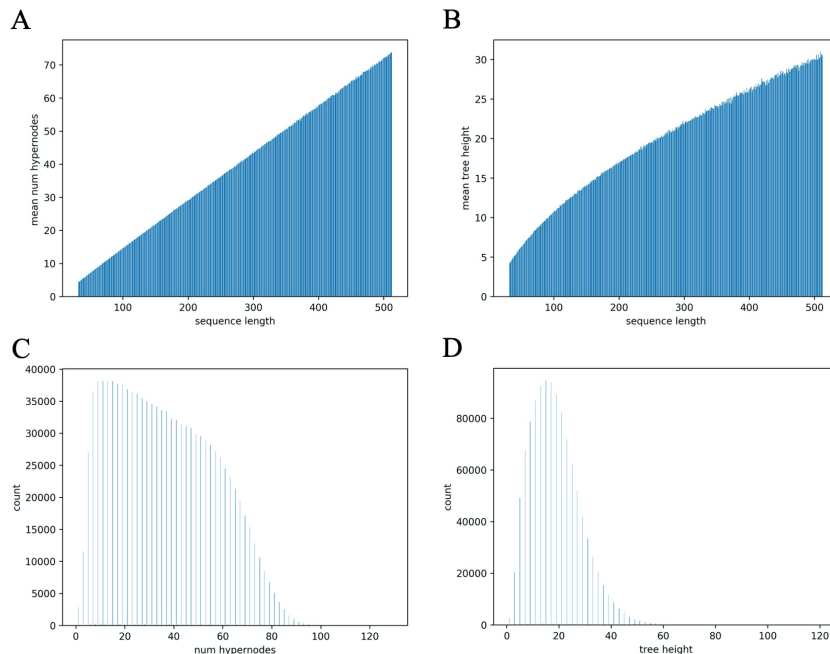 A
mean num hypernodes
70
60
50
40
30
20
10
0
100 200 300 400 500
sequence length
B
mean tree height
30
25
20
15
10
5
0
100 200 300 400 500
sequence length
C
count
40000
35000
30000
25000
20000
15000
10000
5000
0
0 20 40 60 80 100 120
num hypernodes
D
count
80000
60000
40000
20000
0
0 20 40 60 80 100 120
tree height